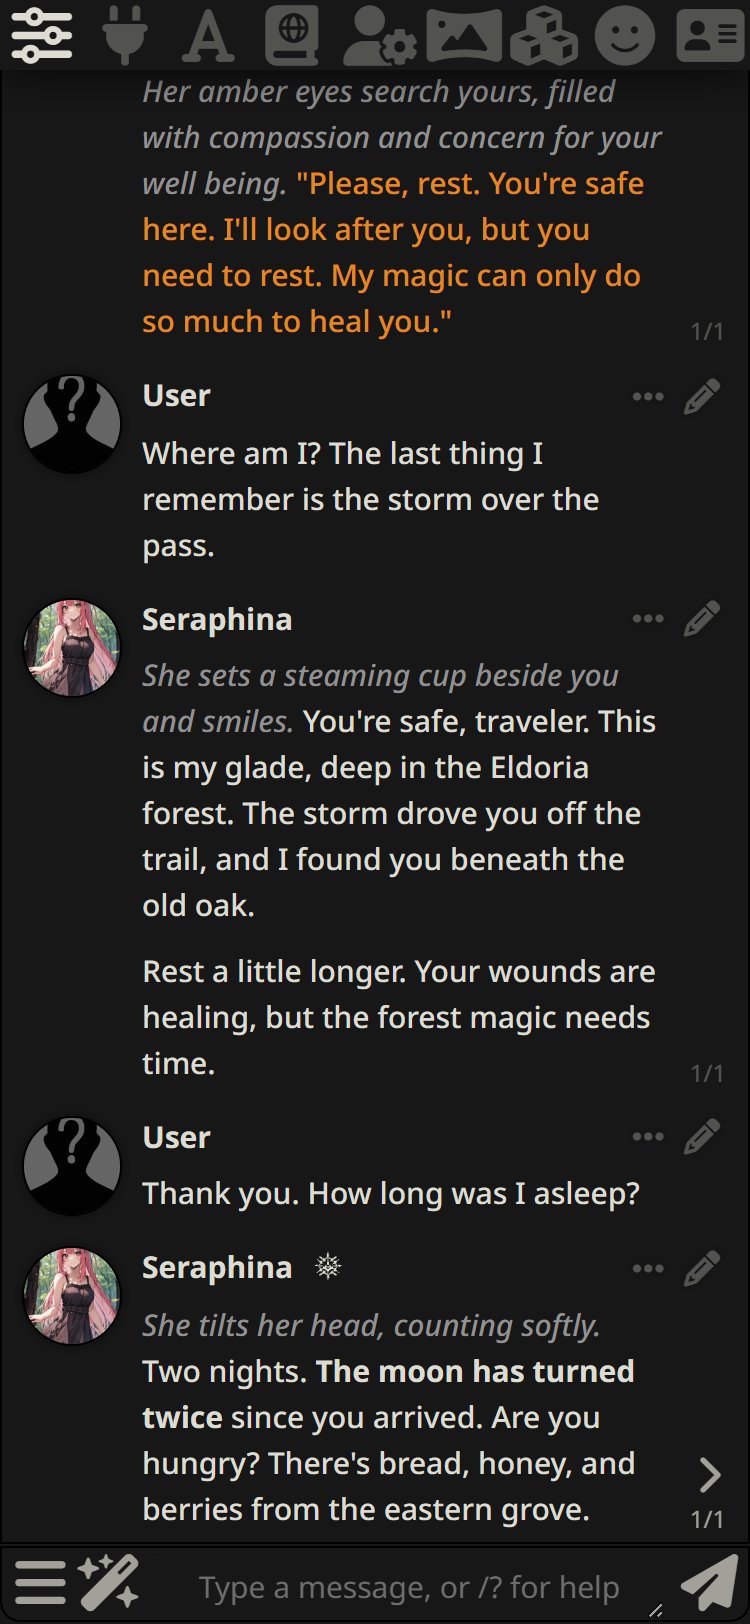 Her amber eyes search yours, filled
with compassion and concern for your
well being. "Please, rest. You're safe
here. I'll look after you, but you
need to rest. My magic can only do
so much to heal you."
1/1
User
Where am I? The last thing I
remember is the storm over the
pass.
Seraphina
She sets a steaming cup beside you
and smiles. You're safe, traveler. This
is my glade, deep in the Eldoria
forest. The storm drove you off the
trail, and I found you beneath the
old oak.
Rest a little longer. Your wounds are
healing, but the forest magic needs
time.
1/1
User
Thank you. How long was I asleep?
Seraphina
She tilts her head, counting softly.
Two nights. The moon has turned
twice since you arrived. Are you
hungry? There's bread, honey, and
berries from the eastern grove.
1/1
Type a message, or /? for help